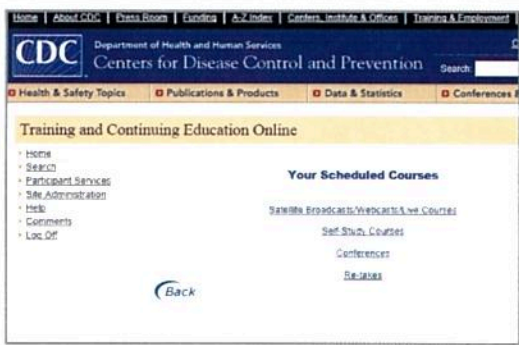 Home | About CDC | Press Room | Funding | A-Z Index | Centers, Institute & Offices | Training & Employment
CDC
Department of Health and Human Services
Centers for Disease Control and Prevention
Search:
Health & Safety Topics Publications & Products Data & Statistics Conferences
Training and Continuing Education Online
Home
Search
Participant Services
Site Administration
Help
Comments
Log Off
Your Scheduled Courses
Satellite Broadcasts/Webcasts/Live Courses
Self Study Courses
Conferences
Re-takes
Back